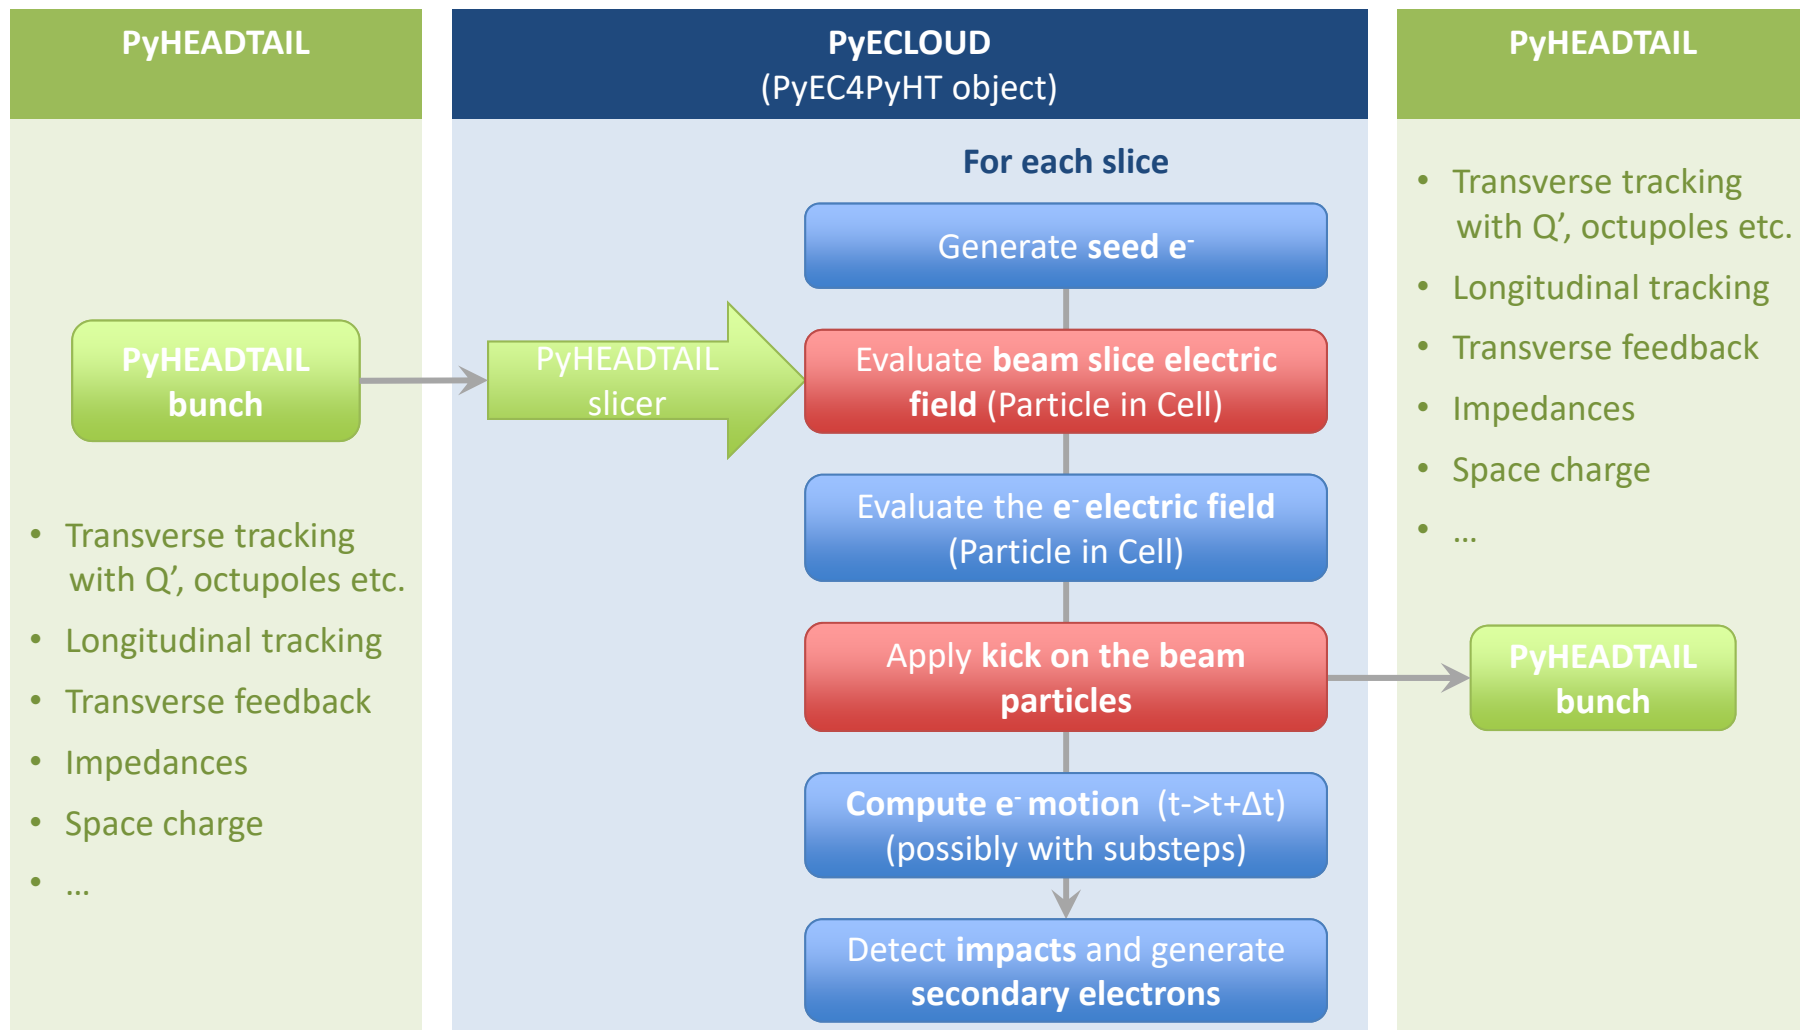 PyHEADTAIL
PyHEADTAIL
bunch
• Transverse tracking
with Q’, octupoles etc.
• Longitudinal tracking
• Transverse feedback
• Impedances
• Space charge
• ...
PyECLOUD
(PyEC4PyHT object)
For each slice
PyHEADTAIL
slicer
Generate seed e⁻
Evaluate beam slice electric
field (Particle in Cell)
Evaluate the e⁻ electric field
(Particle in Cell)
Apply kick on the beam
particles
Compute e⁻ motion (t->t+Δt)
(possibly with substeps)
Detect impacts and generate
secondary electrons
PyHEADTAIL
• Transverse tracking
with Q’, octupoles etc.
• Longitudinal tracking
• Transverse feedback
• Impedances
• Space charge
• ...
PyHEADTAIL
bunch